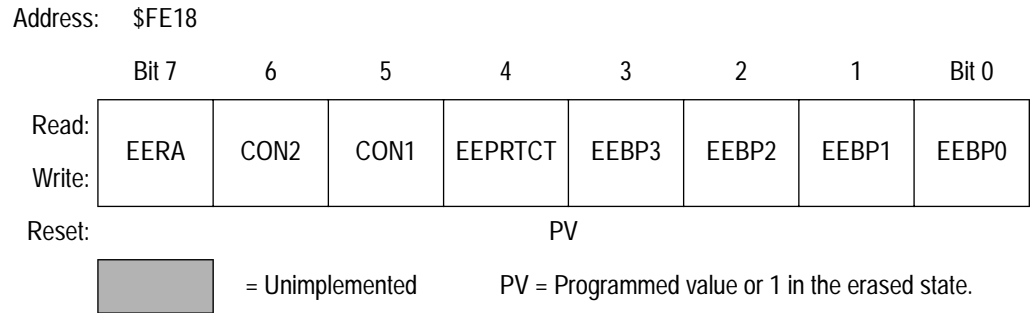 Address: $FE18
Bit 7 6 5 4 3 2 1 Bit 0
Read:
EERA CON2 CON1 EEPRTCT EEBP3 EEBP2 EEBP1 EEBP0
Write:
Reset: PV
= Unimplemented PV = Programmed value or 1 in the erased state.